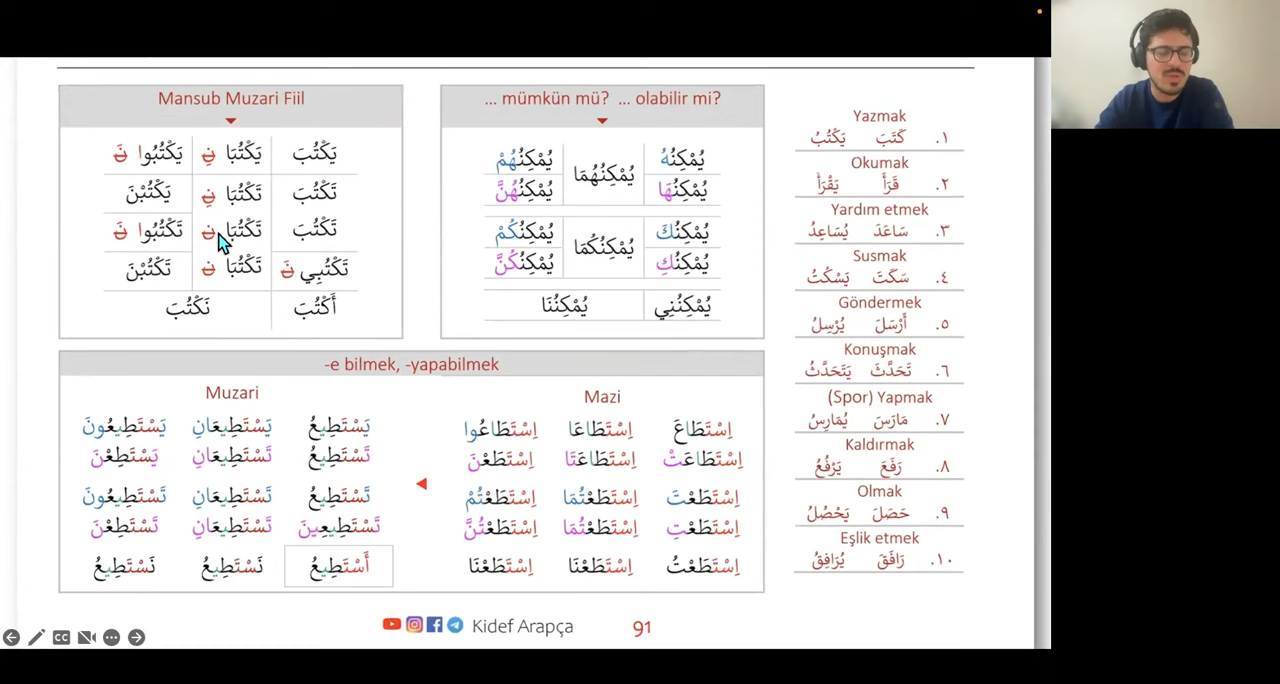 Mansub Muzari Fiil
يَكْتُبَ يَكْتُبَا نِ يَكْتُبُوا نَ
تَكْتُبَ تَكْتُبَا نِ يَكْتُبْنَ
تَكْتُبَ تَكْتُبَا نِ تَكْتُبُوا نَ
تَكْتُبِي نَ تَكْتُبَا نِ تَكْتُبْنَ
أَكْتُبَ نَكْتُبَ
... mümkün mü? ... olabilir mi?
يُمْكِنُهُ يُمْكِنُهُمَا يُمْكِنُهُمْ
يُمْكِنُهَا يُمْكِنُهُنَّ
يُمْكِنُكَ يُمْكِنُكُمَا يُمْكِنُكُمْ
يُمْكِنُكِ يُمْكِنُكُنَّ
يُمْكِنُنِي يُمْكِنُنَا
-e bilmek, -yapabilmek
Mazi
اِسْتَطَاعَ اِسْتَطَاعَا اِسْتَطَاعُوا
اِسْتَطَاعَتْ اِسْتَطَاعَتَا اِسْتَطَعْنَ
اِسْتَطَعْتَ اِسْتَطَعْتُمَا اِسْتَطَعْتُمْ
اِسْتَطَعْتِ اِسْتَطَعْتُمَا اِسْتَطَعْتُنَّ
اِسْتَطَعْتُ اِسْتَطَعْنَا اِسْتَطَعْنَا
Muzari
يَسْتَطِيعُ يَسْتَطِيعَانِ يَسْتَطِيعُونَ
تَسْتَطِيعُ تَسْتَطِيعَانِ يَسْتَطِعْنَ
تَسْتَطِيعُ تَسْتَطِيعَانِ تَسْتَطِيعُونَ
تَسْتَطِيعِينَ تَسْتَطِيعَانِ تَسْتَطِعْنَ
أَسْتَطِيعُ نَسْتَطِيعُ نَسْتَطِيعُ
Yazmak
١. كَتَبَ يَكْتُبُ
Okumak
٢. قَرَأَ يَقْرَأُ
Yardım etmek
٣. سَاعَدَ يُسَاعِدُ
Susmak
٤. سَكَتَ يَسْكُتُ
Göndermek
٥. أَرْسَلَ يُرْسِلُ
Konuşmak
٦. تَحَدَّثَ يَتَحَدَّثُ
(Spor) Yapmak
٧. مَارَسَ يُمَارِسُ
Kaldırmak
٨. رَفَعَ يَرْفُعُ
Olmak
٩. حَصَلَ يَحْصُلُ
Eşlik etmek
١٠. رَافَقَ يُرَافِقُ
Kidef Arapça
91
CC